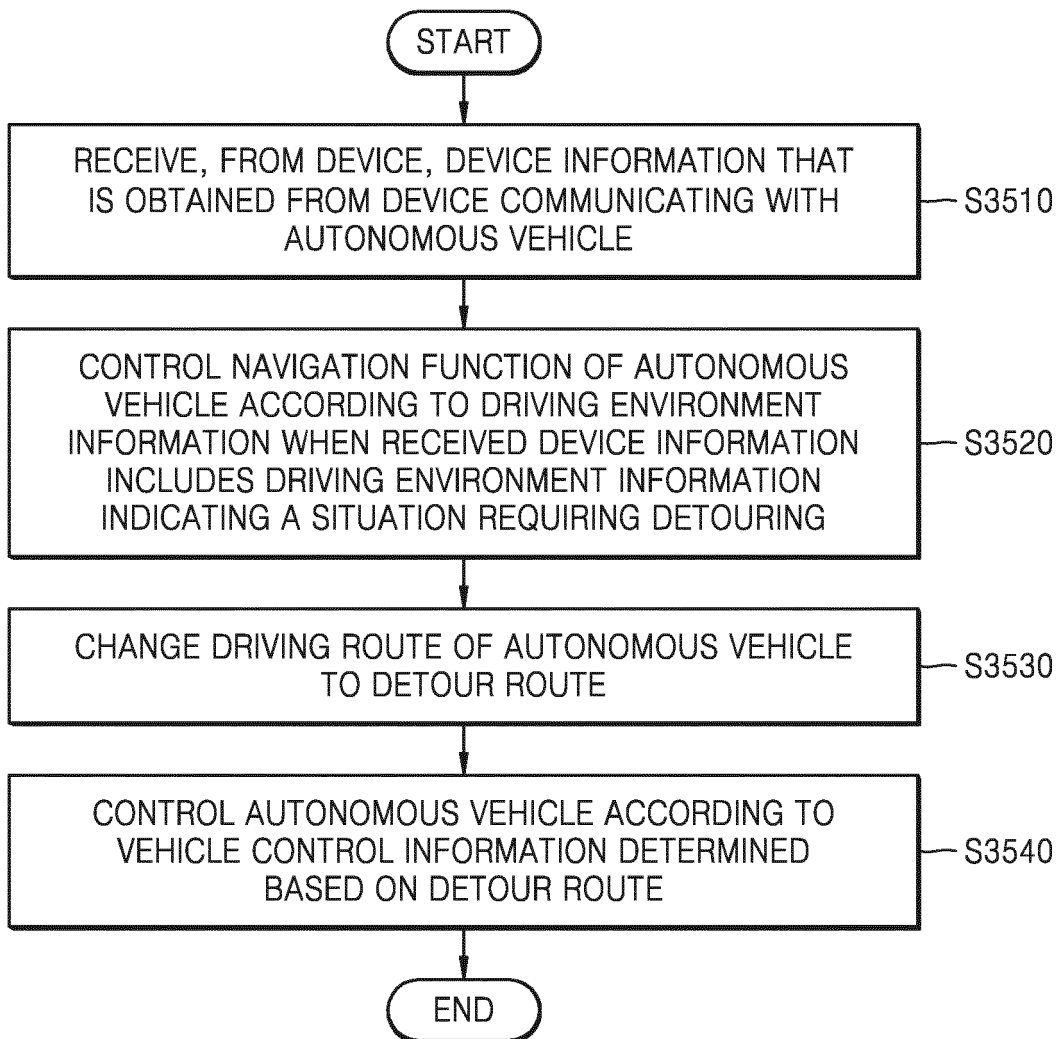 START
RECEIVE, FROM DEVICE, DEVICE INFORMATION THAT
IS OBTAINED FROM DEVICE COMMUNICATING WITH
AUTONOMOUS VEHICLE
S3510
CONTROL NAVIGATION FUNCTION OF AUTONOMOUS
VEHICLE ACCORDING TO DRIVING ENVIRONMENT
INFORMATION WHEN RECEIVED DEVICE INFORMATION
INCLUDES DRIVING ENVIRONMENT INFORMATION
INDICATING A SITUATION REQUIRING DETOURING
S3520
CHANGE DRIVING ROUTE OF AUTONOMOUS VEHICLE
TO DETOUR ROUTE
S3530
CONTROL AUTONOMOUS VEHICLE ACCORDING TO
VEHICLE CONTROL INFORMATION DETERMINED
BASED ON DETOUR ROUTE
S3540
END